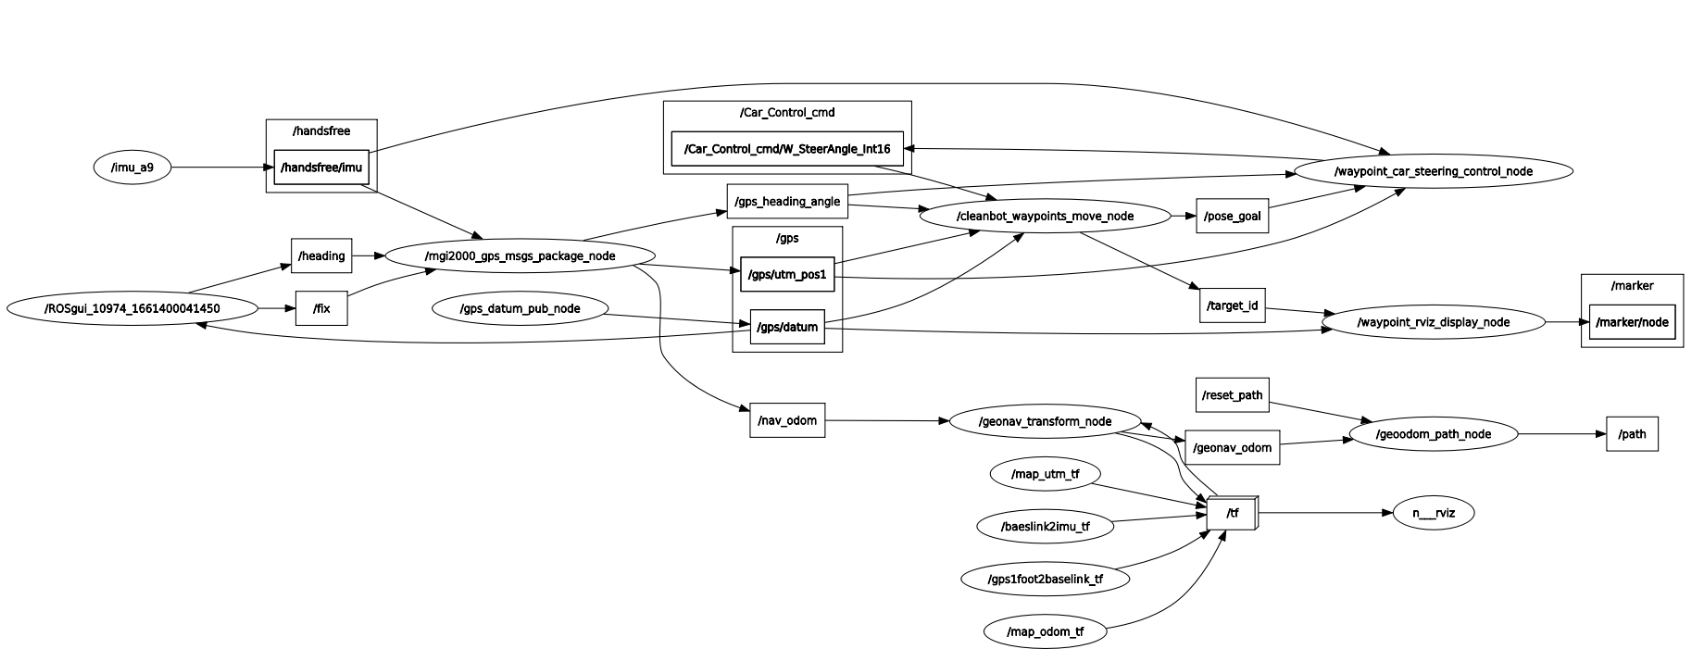 /Car_Control_cmd
/handsfree
/Car_Control_cmd/W_SteerAngle_Int16
/imu_a9
/handsfree/imu
/waypoint_car_steering_control_node
/gps_heading_angle
/cleanbot_waypoints_move_node
/pose_goal
/gps
/heading
/mgi2000_gps_msgs_package_node
/gps/utm_pos1
/marker
/ROSgui_10974_1661400041450
/fix
/gps_datum_pub_node
/gps/datum
/target_id
/waypoint_rviz_display_node
/marker/node
/reset_path
/nav_odom
/geonav_transform_node
/geonav_odom
/geoodom_path_node
/path
/map_utm_tf
/tf
n__rviz
/baeslink2imu_tf
/gps1foot2baselink_tf
/map_odom_tf